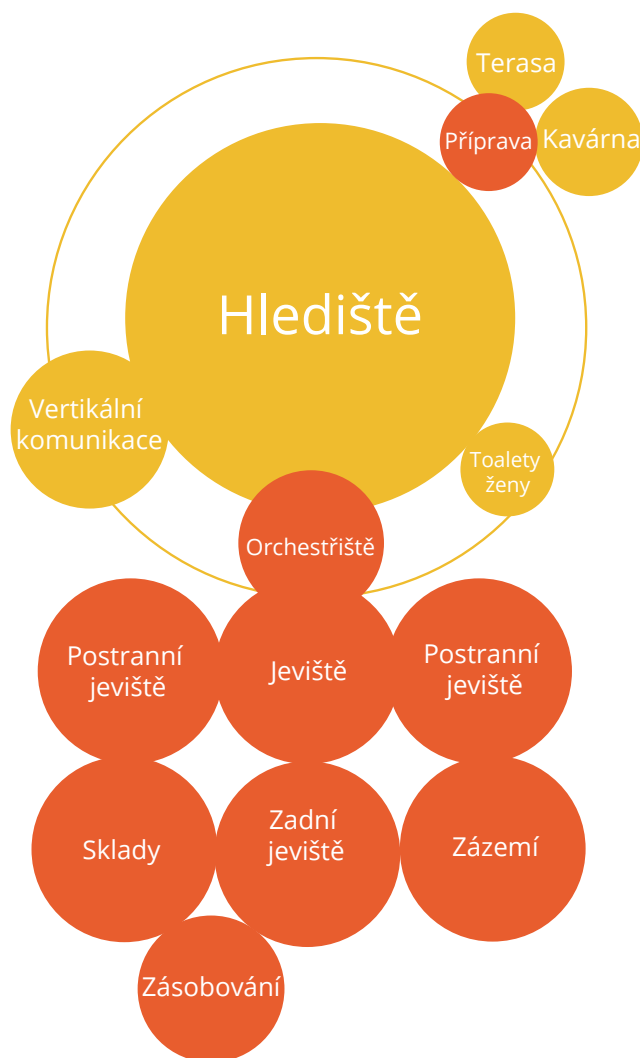 Terasa
Příprava
Kavárna
Hlediště
Vertikální
komunikace
Toalety
ženy
Orchestřiště
Postranní
jeviště
Jeviště
Postranní
jeviště
Sklady
Zadní
jeviště
Zázemí
Zásobování